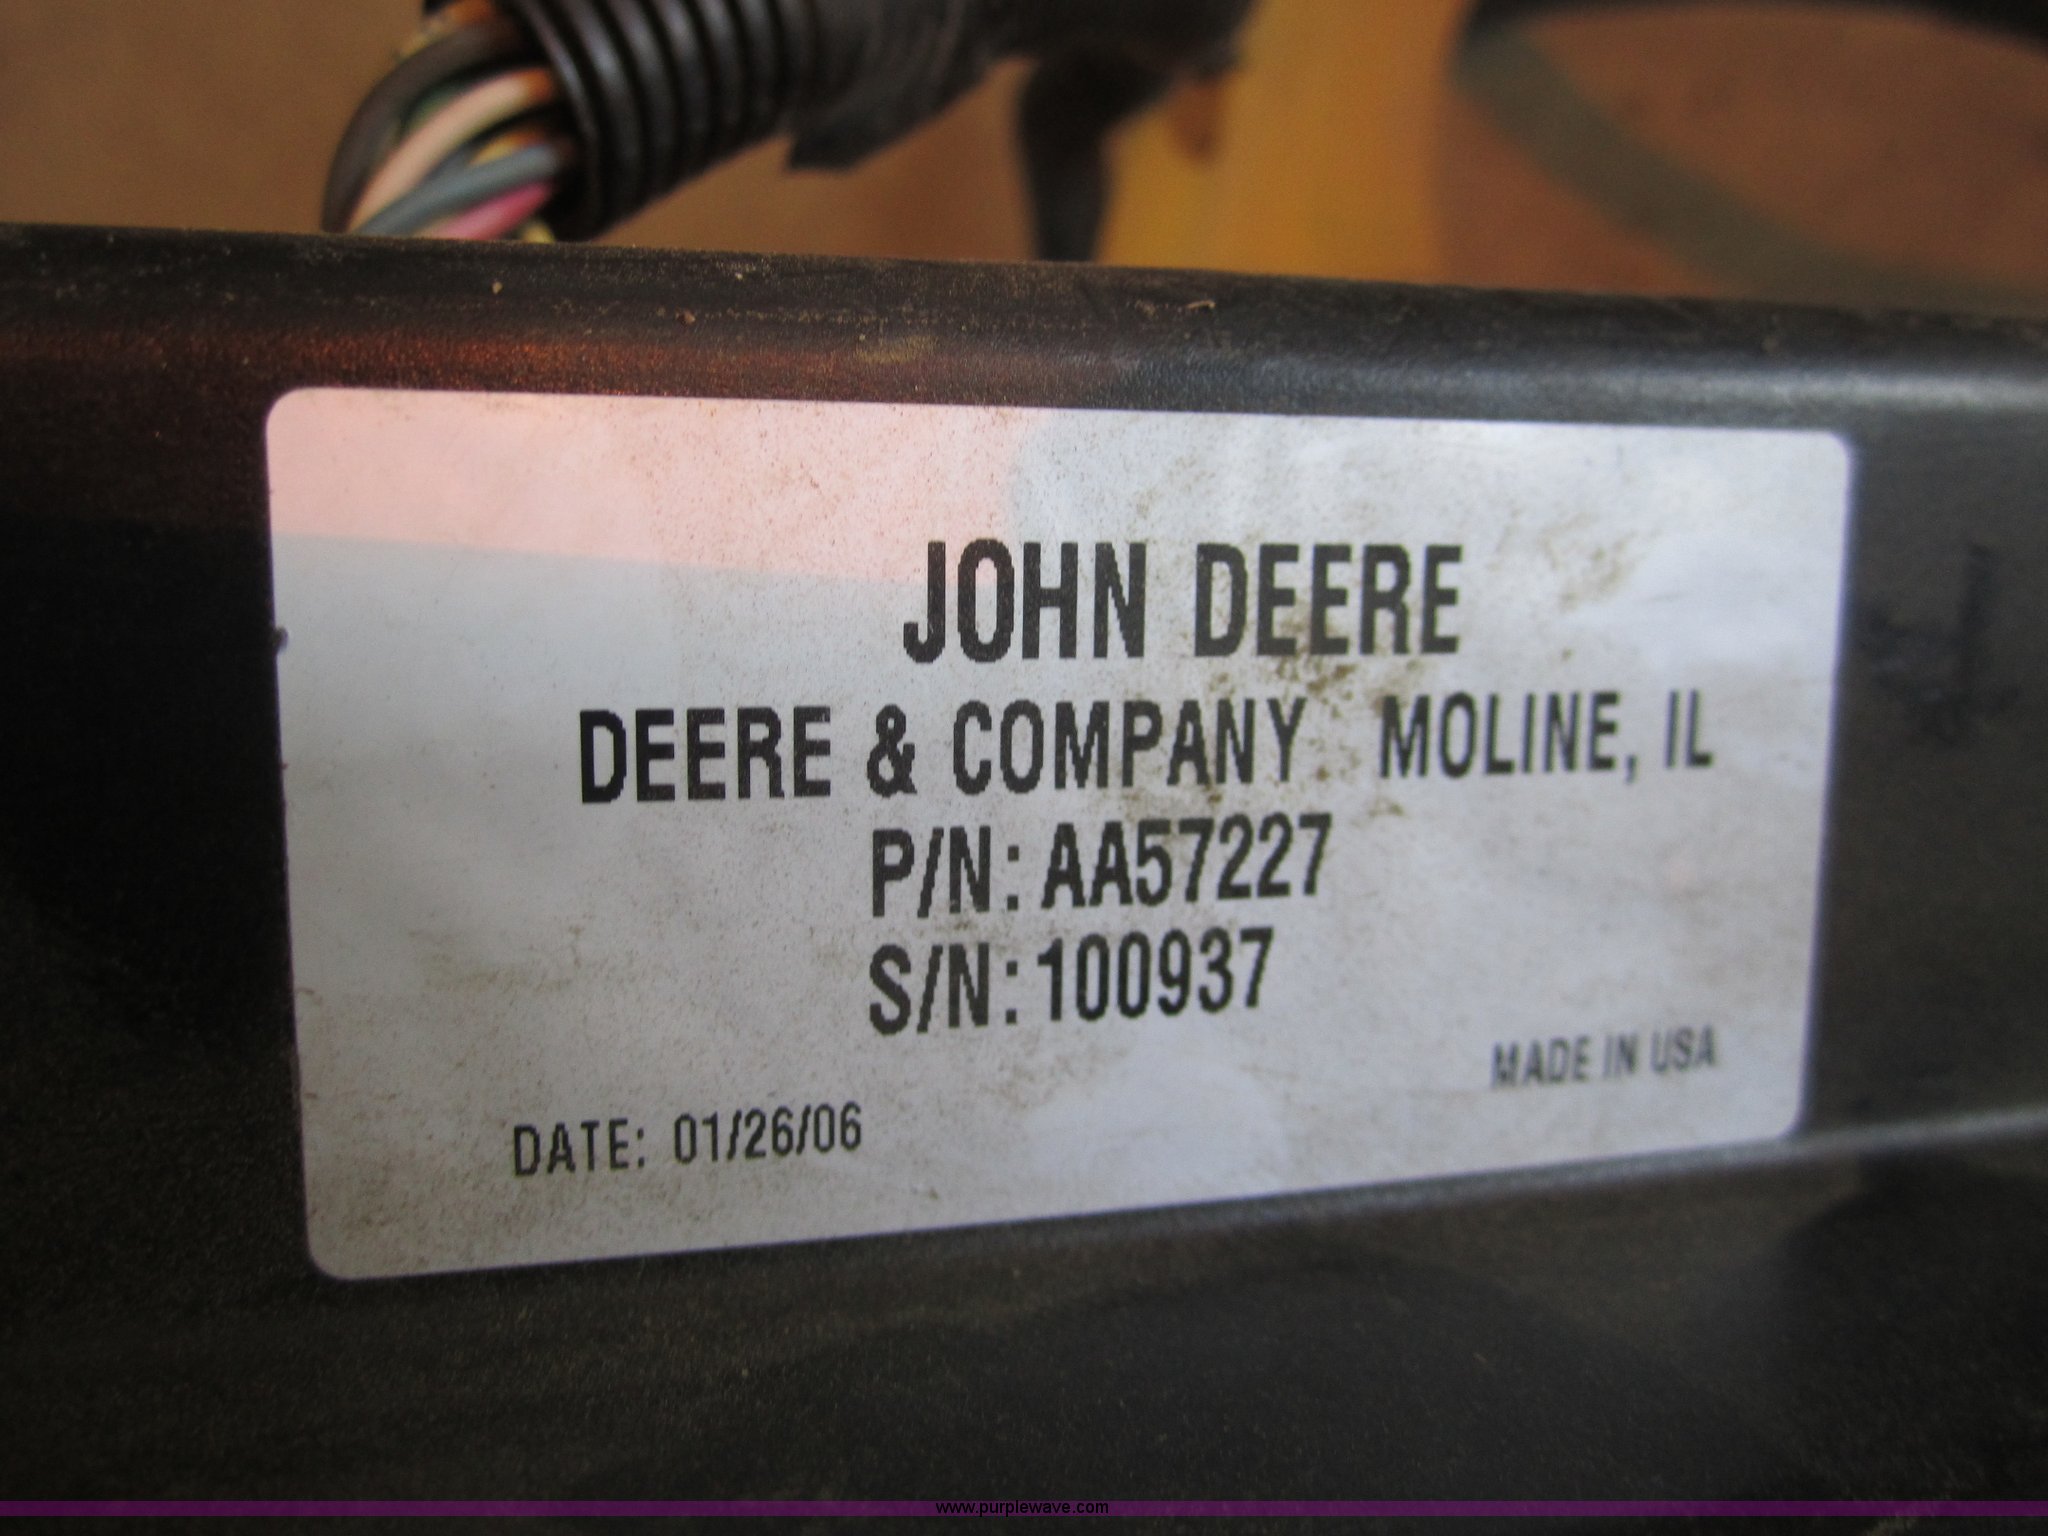 JOHN DEERE
DEERE & COMPANY MOLINE, IL
P/N: AA57227
S/N: 100937
MADE IN USA
DATE: 01/26/06
www.purplewave.com